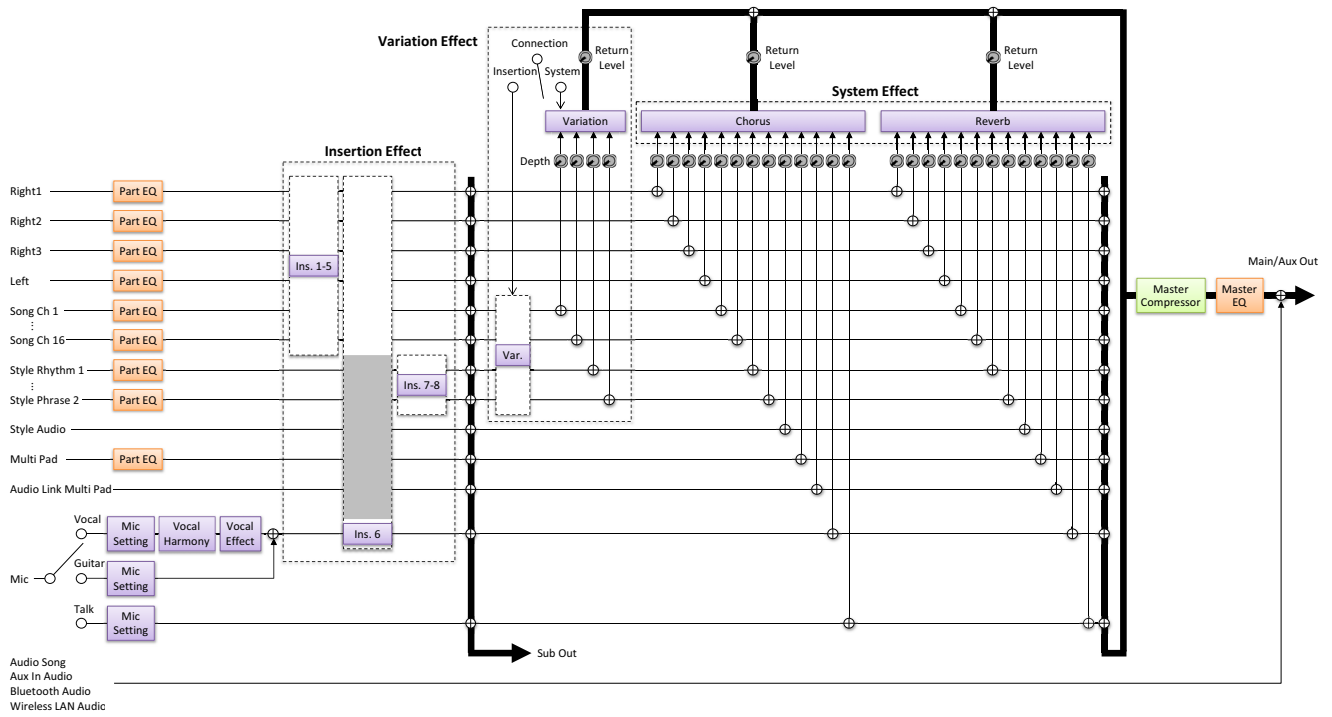 Variation Effect
Connection
Insertion
System
Return
Level
Return
Level
Return
Level
System Effect
Variation
Chorus
Reverb
Depth
Insertion Effect
Right1
Part EQ
Right2
Part EQ
Right3
Part EQ
Ins. 1-5
Left
Part EQ
Song Ch 1
Part EQ
⋮
Song Ch 16
Part EQ
Var.
Style Rhythm 1
Part EQ
⋮
Ins. 7-8
Style Phrase 2
Part EQ
Style Audio
Multi Pad
Part EQ
Audio Link Multi Pad
Main/Aux Out
Master
Compressor
Master
EQ
Vocal
Mic
Setting
Vocal
Harmony
Vocal
Effect
Ins. 6
Mic
Guitar
Mic
Setting
Talk
Mic
Setting
Sub Out
Audio Song
Aux In Audio
Bluetooth Audio
Wireless LAN Audio